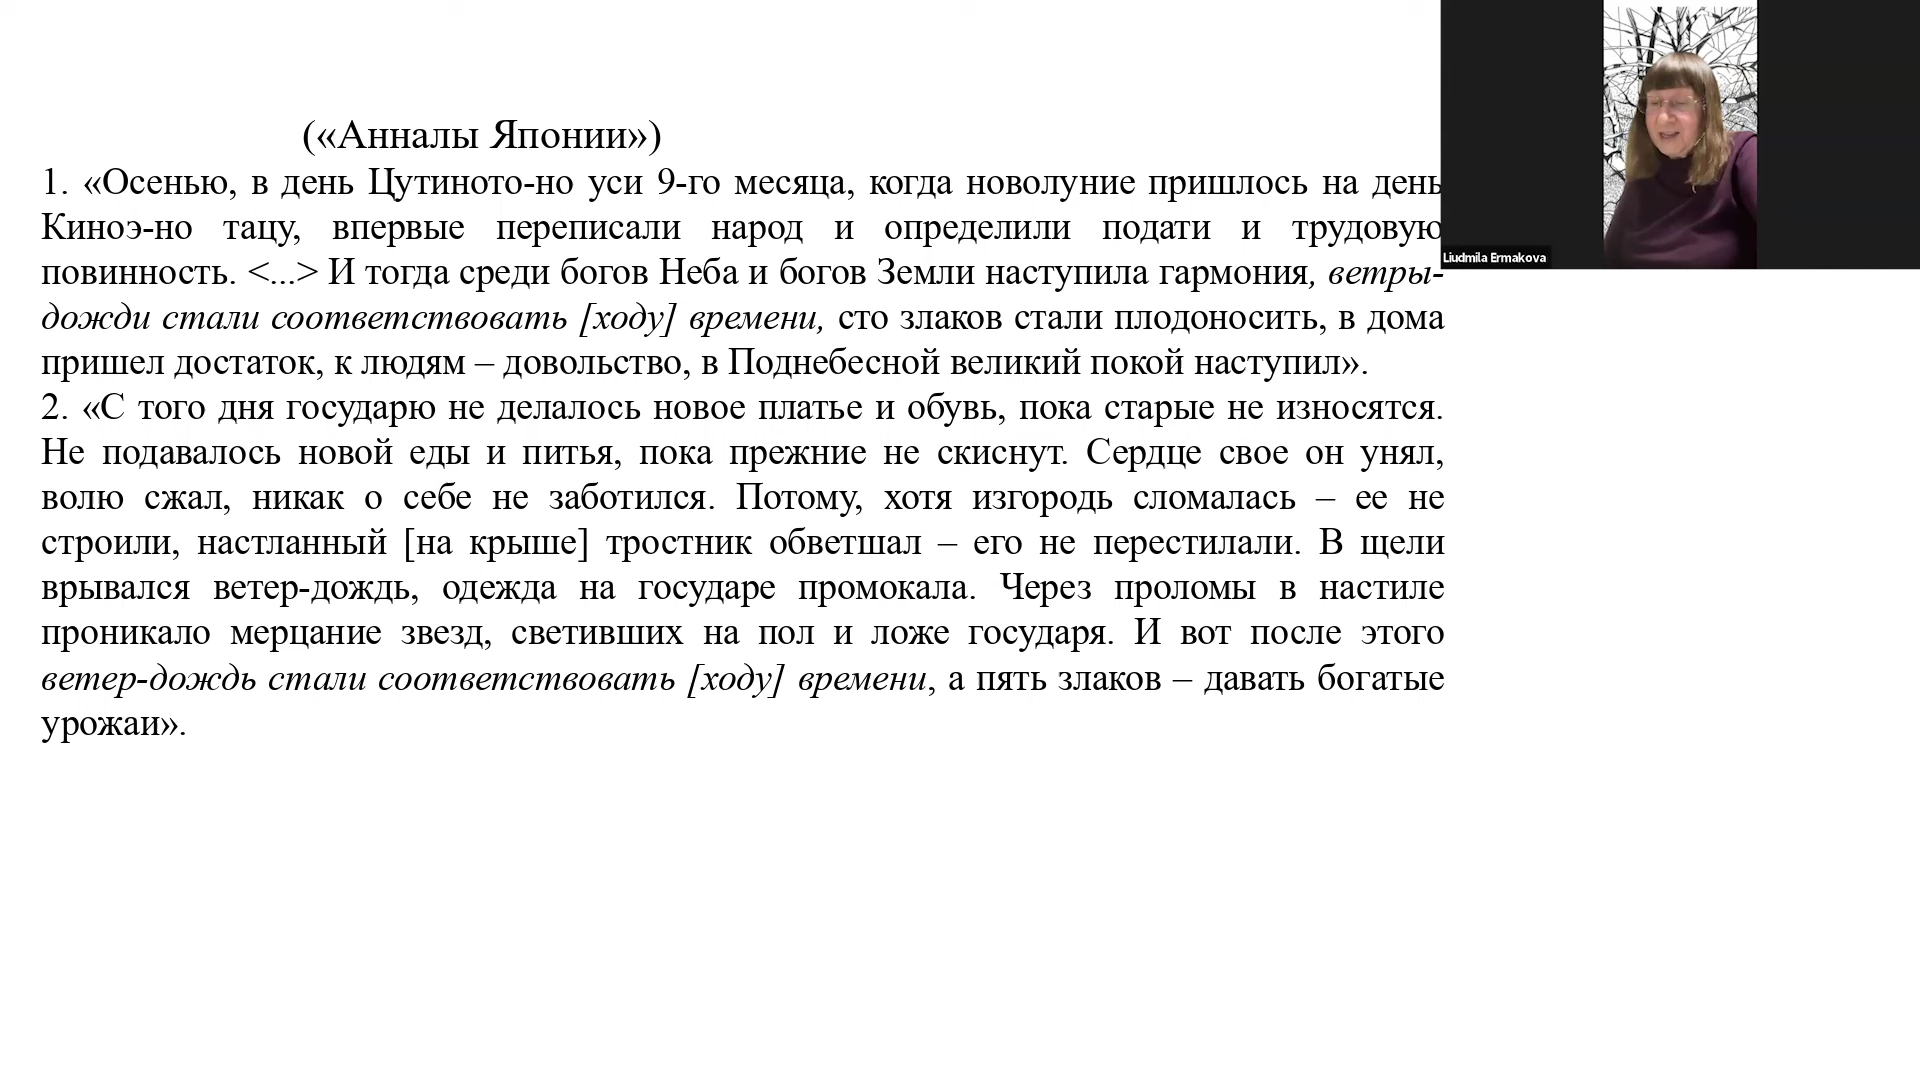 («Анналы Японии»)
1. «Осенью, в день Цутиното-но уси 9-го месяца, когда новолуние пришлось на день
Киноэ-но тацу, впервые переписали народ и определили подати и трудовую
повинность. <...> И тогда среди богов Неба и богов Земли наступила гармония, ветры-
дожди стали соответствовать [ходу] времени, сто злаков стали плодоносить, в дома
пришел достаток, к людям – довольство, в Поднебесной великий покой наступил».
2. «С того дня государю не делалось новое платье и обувь, пока старые не износятся.
Не подавалось новой еды и питья, пока прежние не скиснут. Сердце свое он унял,
волю сжал, никак о себе не заботился. Потому, хотя изгородь сломалась – ее не
строили, настланный [на крыше] тростник обветшал – его не перестилали. В щели
врывался ветер-дождь, одежда на государе промокала. Через проломы в настиле
проникало мерцание звезд, светивших на пол и ложе государя. И вот после этого
ветер-дождь стали соответствовать [ходу] времени, а пять злаков – давать богатые
урожаи».
Liudmila Ermakova